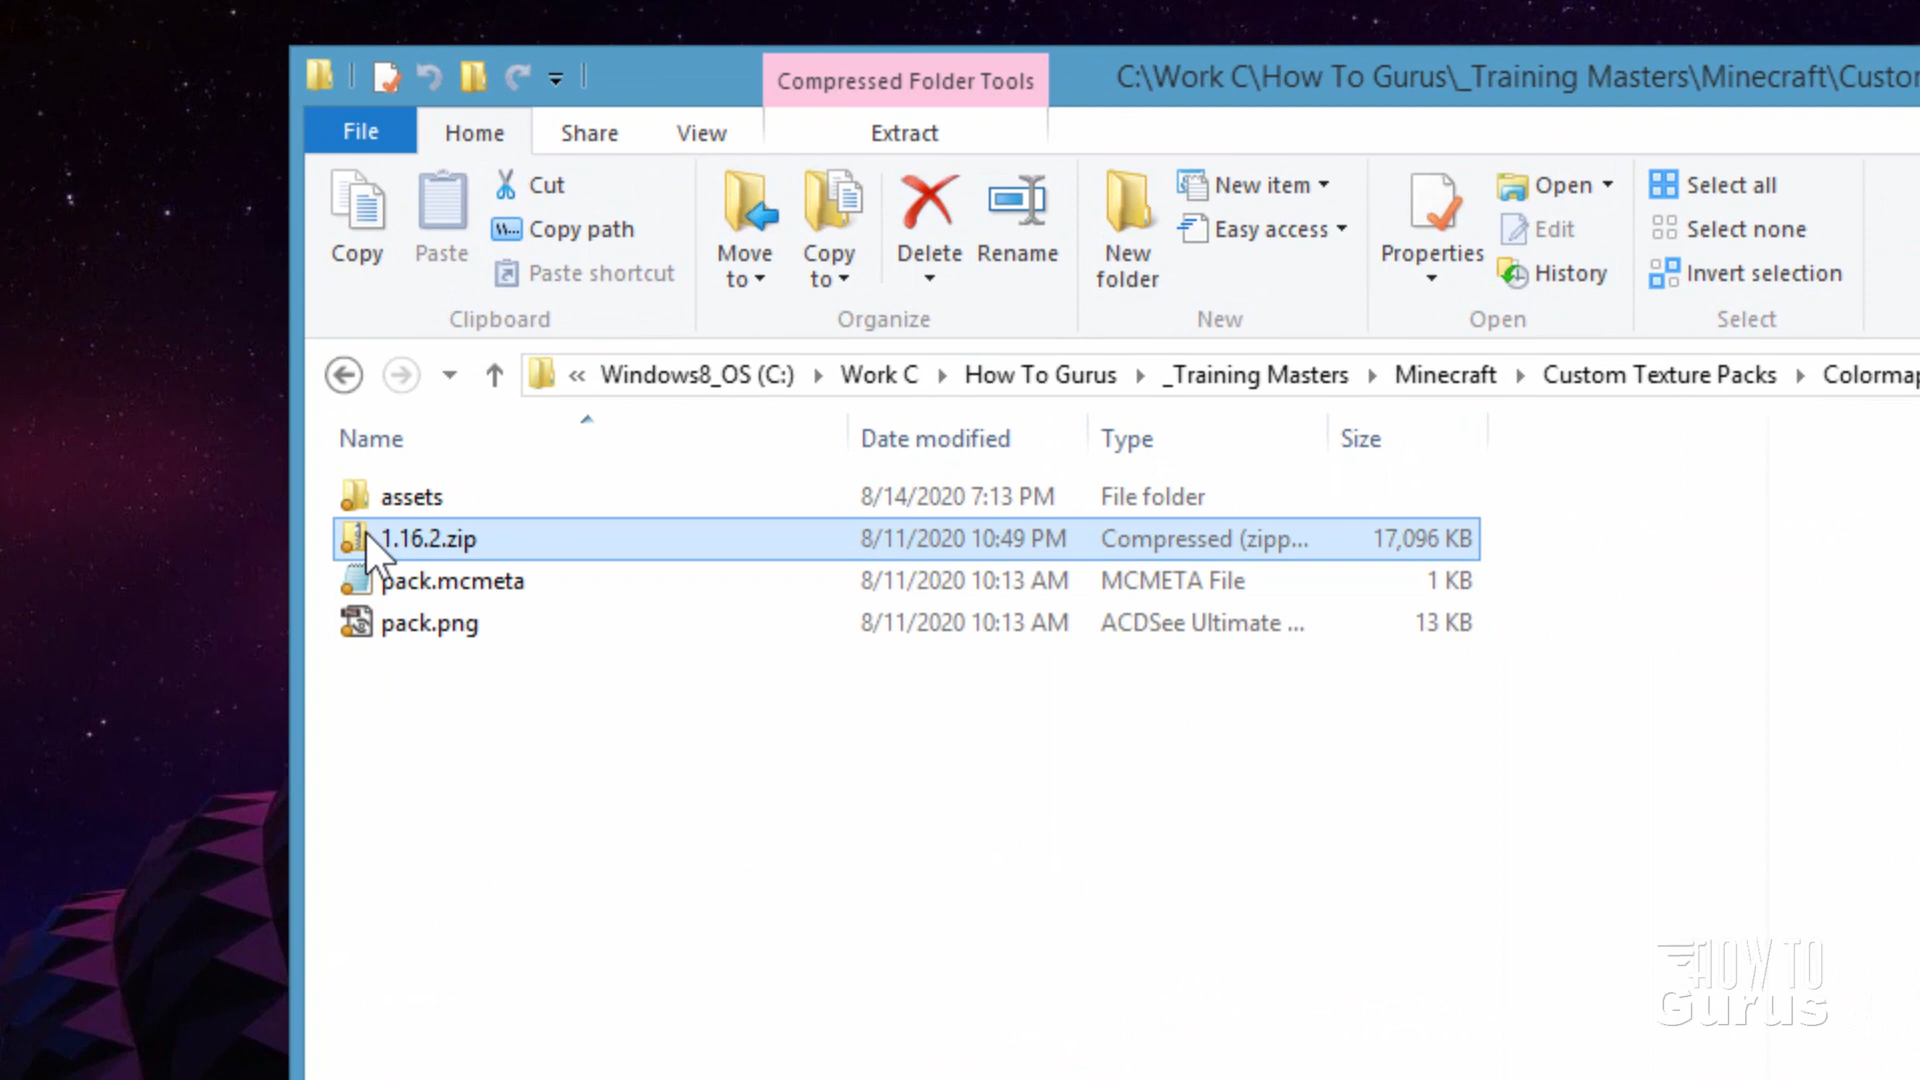 Compressed Folder Tools
C:\Work C\How To Gurus\_Training Masters\Minecraft\Custor
File Home Share View Extract
Copy
Paste
Cut
Copy path
Paste shortcut
Clipboard
Move to
Copy to
Delete
Rename
Organize
New folder
New item
Easy access
New
Properties
Open
Edit
History
Open
Select all
Select none
Invert selection
Select
« Windows8_OS (C:) Work C How To Gurus _Training Masters Minecraft Custom Texture Packs Colormap
Name Date modified Type Size
assets 8/14/2020 7:13 PM File folder
1.16.2.zip 8/11/2020 10:49 PM Compressed (zipp... 17,096 KB
pack.mcmeta 8/11/2020 10:13 AM MCMETA File 1 KB
pack.png 8/11/2020 10:13 AM ACDSee Ultimate ... 13 KB
HOW TO
Gurus